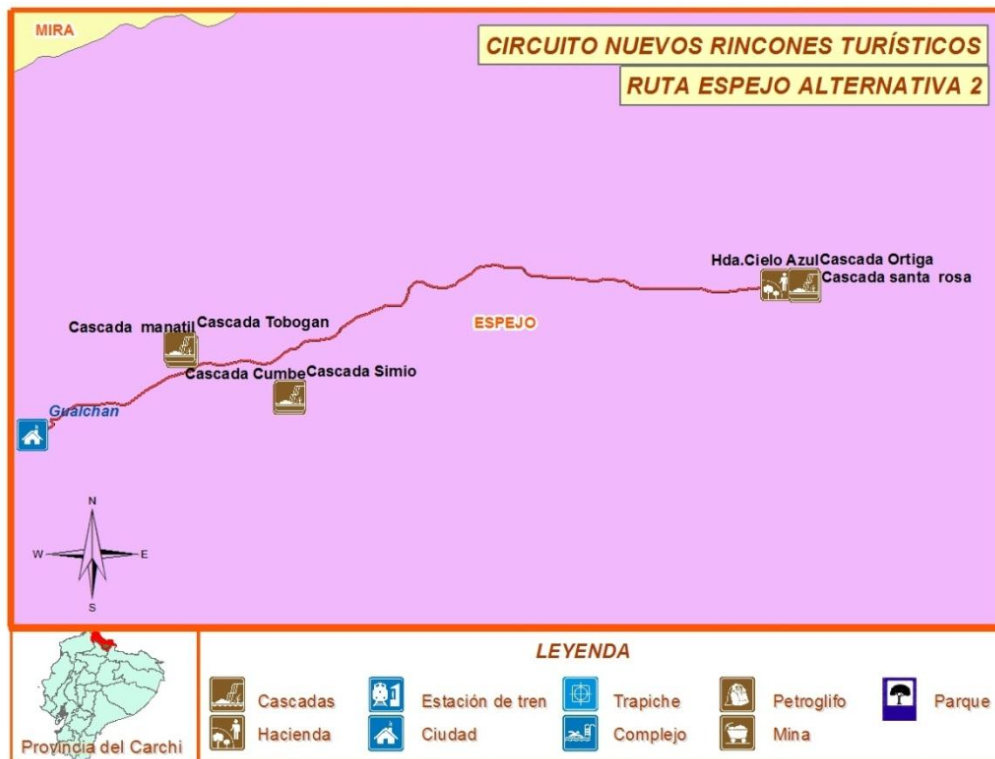 MIRA
CIRCUITO NUEVOS RINCONES TURÍSTICOS
RUTA ESPEJO ALTERNATIVA 2
Hda.Cielo Azul
Cascada Ortiga
Cascada santa rosa
ESPEJO
Cascada manatil
Cascada Tobogan
Cascada Cumbe
Cascada Simio
Gualchan
N
W
E
S
Provincia del Carchi
LEYENDA
Cascadas
Estación de tren
Trapiche
Petroglifo
Parque
Hacienda
Ciudad
Complejo
Mina